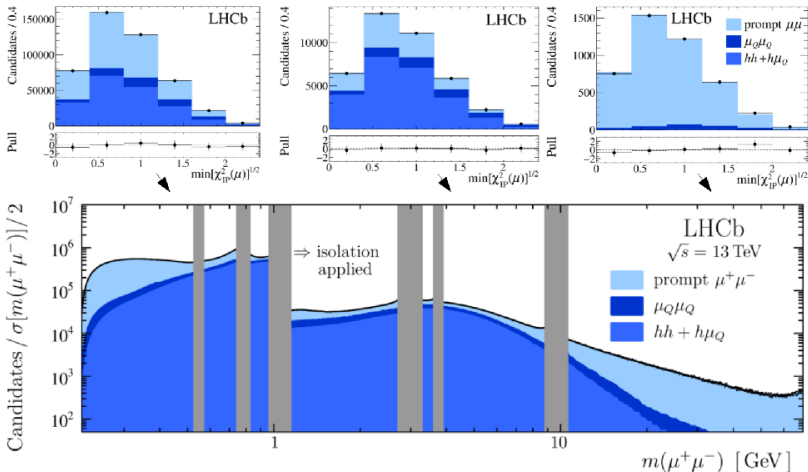 Candidates / 0.4
150000
100000
50000
0
LHCb
Pull
2
0
−2
0
0.5
1
1.5
2
min[χ²_IP(μ)]^1/2
Candidates / 0.4
10000
5000
0
LHCb
Pull
2
0
−2
0
0.5
1
1.5
2
min[χ²_IP(μ)]^1/2
Candidates / 0.4
1500
1000
500
0
LHCb
prompt μμ
μ_Qμ_Q
hh+hμ_Q
Pull
2
0
−2
0
0.5
1
1.5
2
min[χ²_IP(μ)]^1/2
Candidates / σ[m(μ⁺μ⁻)] / 2
10⁷
10⁶
10⁵
10⁴
10³
10²
⇒ isolation
applied
LHCb
√s = 13 TeV
prompt μ⁺μ⁻
μ_Qμ_Q
hh + hμ_Q
1
10
m(μ⁺μ⁻) [GeV]